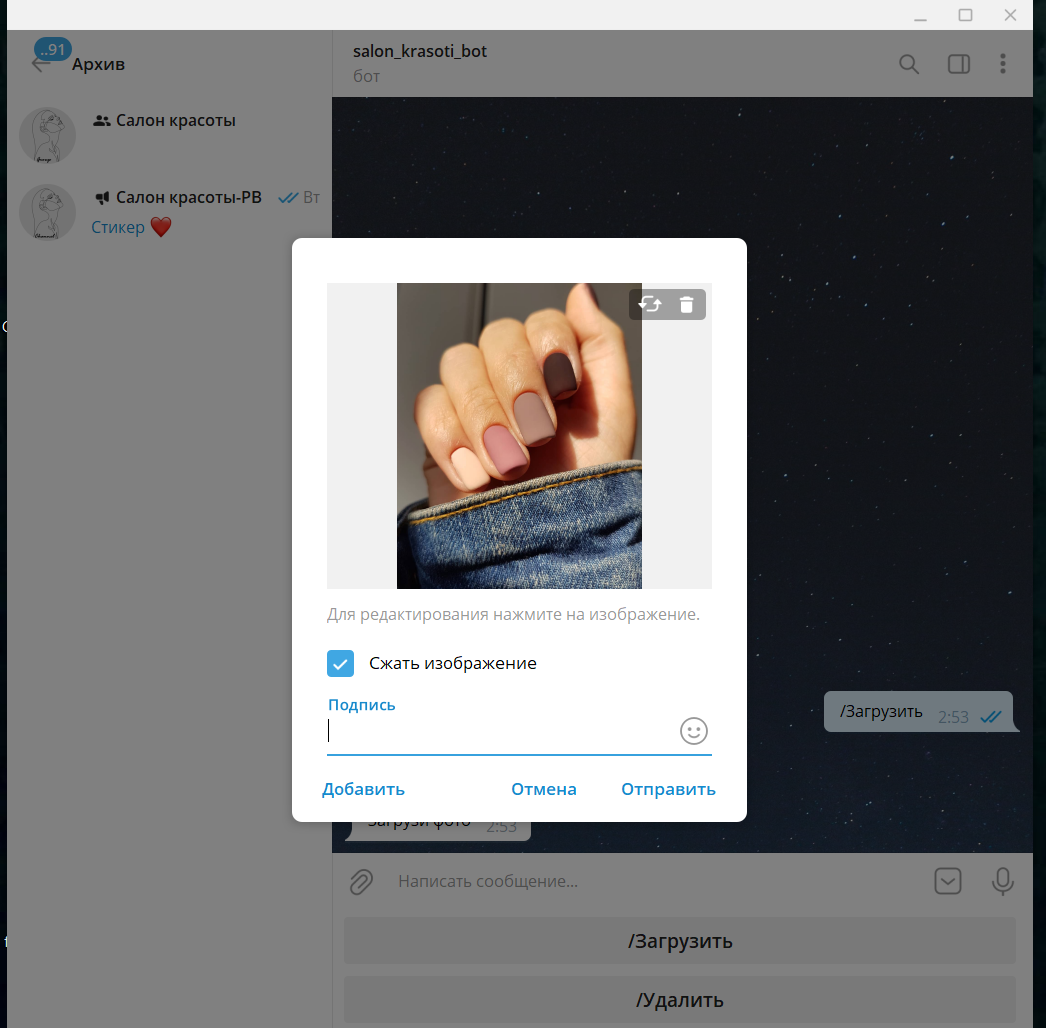 ..91
Архив
Салон красоты
Салон красоты-РВ Вт
Стикер
salon_krasoti_bot
бот
/Загрузить 2:53
Для редактирования нажмите на изображение.
Сжать изображение
Подпись
Добавить Отмена Отправить
Загрузи фото 2:53
Написать сообщение...
/Загрузить
/Удалить